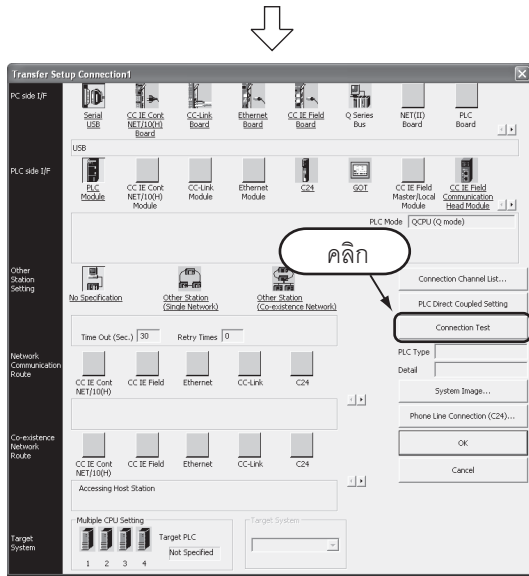 Transfer Setup Connection1
PC side I/F
Serial USB
CC IE Cont NET/10(H) Board
CC-Link Board
Ethernet Board
CC IE Field Board
Q Series Bus
NET(II) Board
PLC Board
USB
PLC side I/F
PLC Module
CC IE Cont NET/10(H) Module
CC-Link Module
Ethernet Module
C24
GOT
CC IE Field Master/Local Module
CC IE Field Communication Head Module
PLC Mode QCPU (Q mode)
คลิก
Other Station Setting
No Specification
Other Station (Single Network)
Other Station (Co-existence Network)
Time Out (Sec.) 30 Retry Times 0
Connection Channel List...
PLC Direct Coupled Setting
Connection Test
PLC Type
Detail
System Image...
Phone Line Connection (C24)...
OK
Cancel
Network Communication Route
CC IE Cont NET/10(H)
CC IE Field
Ethernet
CC-Link
C24
Co-existence Network Route
CC IE Cont NET/10(H)
CC IE Field
Ethernet
CC-Link
C24
Accessing Host Station
Target System
Multiple CPU Setting
1 2 3 4
Target PLC
Not Specified
Target System